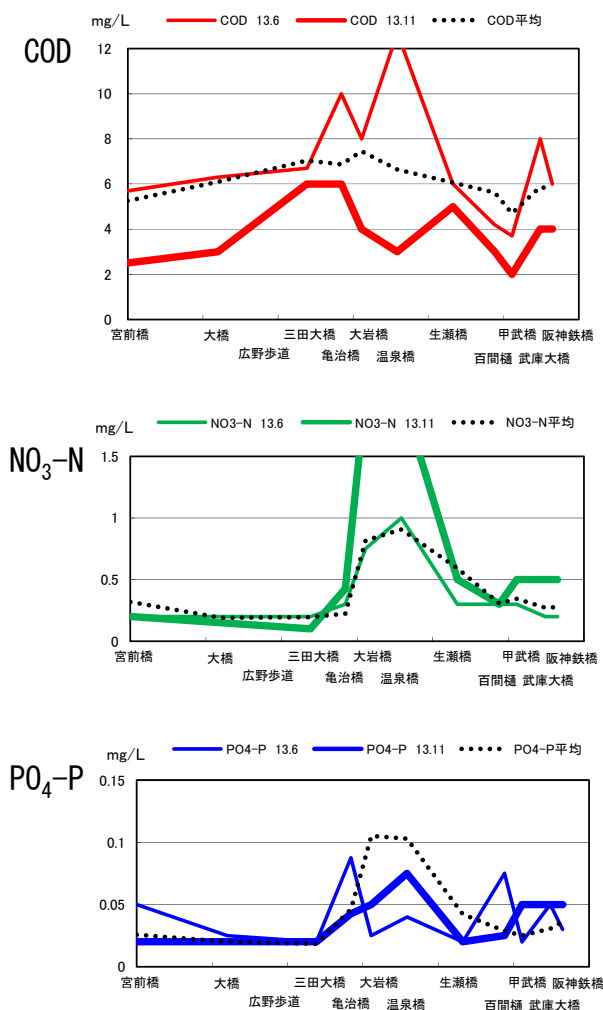 mg/L
COD 13.6 COD 13.11 COD平均
COD
12
10
8
6
4
2
0
宮前橋 大橋 三田大橋 大岩橋 生瀬橋 甲武橋 阪神鉄橋
広野歩道 亀治橋 温泉橋 百間樋 武庫大橋
mg/L
NO3-N 13.6 NO3-N 13.11 NO3-N平均
NO₃-N
1.5
1
0.5
0
宮前橋 大橋 三田大橋 大岩橋 生瀬橋 甲武橋 阪神鉄橋
広野歩道 亀治橋 温泉橋 百間樋 武庫大橋
mg/L
PO4-P 13.6 PO4-P 13.11 PO4-P平均
PO₄-P
0.15
0.1
0.05
0
宮前橋 大橋 三田大橋 大岩橋 生瀬橋 甲武橋 阪神鉄橋
広野歩道 亀治橋 温泉橋 百間樋 武庫大橋